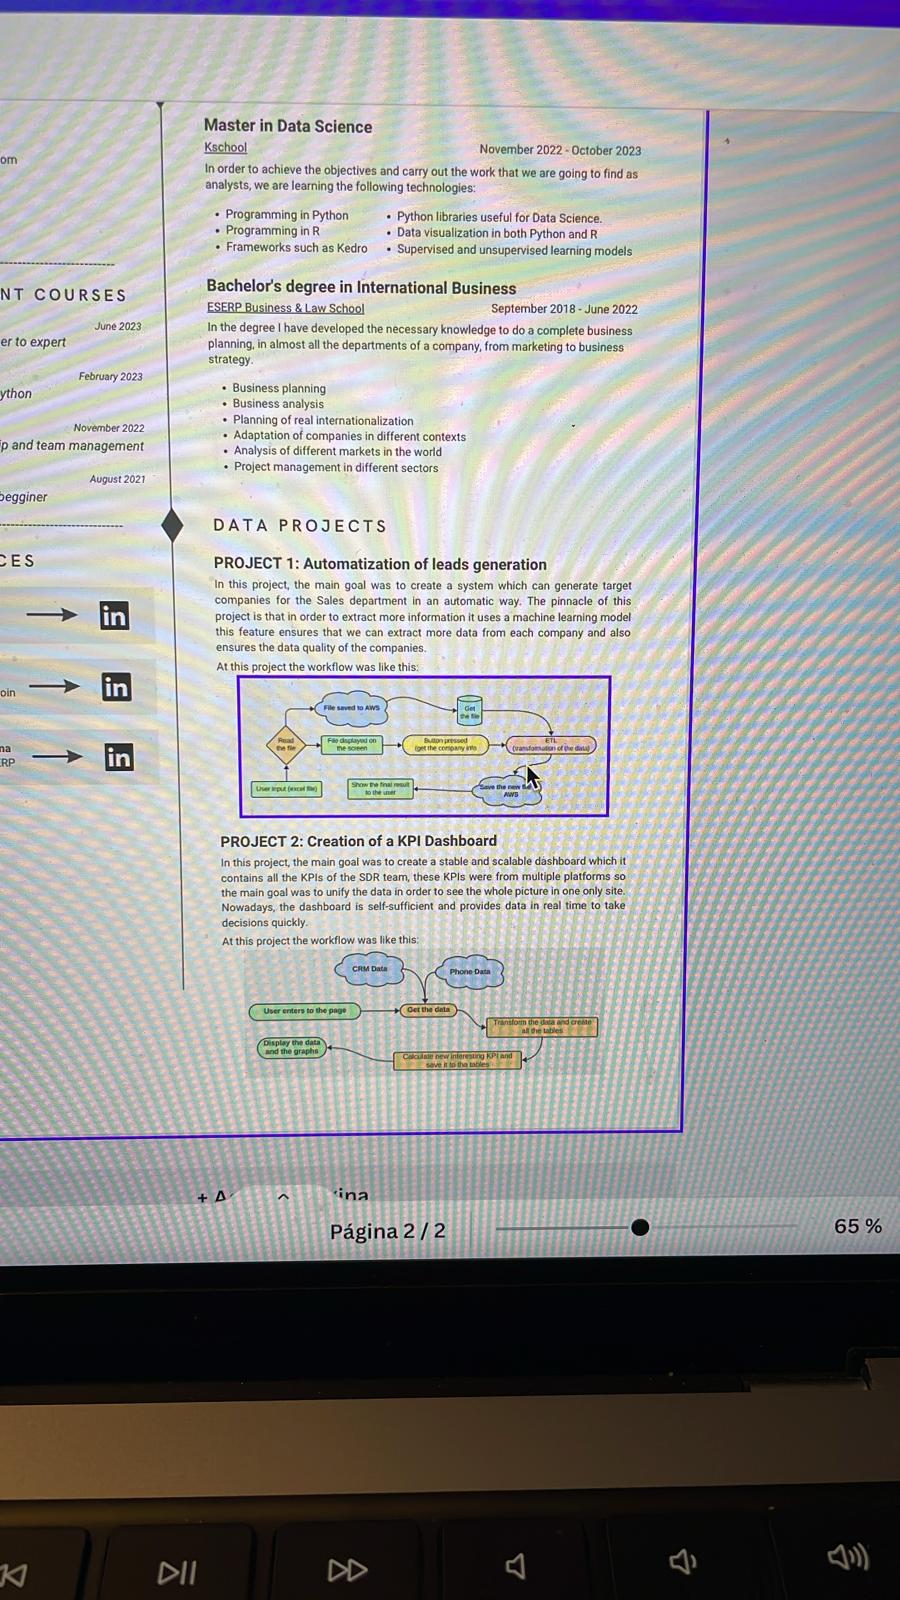 om
NT COURSES
June 2023
er to expert
February 2023
ython
November 2022
ip and team management
August 2021
begginer
CES
in
oin
in
na
ERP
in
Master in Data Science
Kschool November 2022 - October 2023
In order to achieve the objectives and carry out the work that we are going to find as
analysts, we are learning the following technologies:
• Programming in Python
• Programming in R
• Frameworks such as Kedro
• Python libraries useful for Data Science.
• Data visualization in both Python and R
• Supervised and unsupervised learning models
Bachelor's degree in International Business
ESERP Business & Law School September 2018 - June 2022
In the degree I have developed the necessary knowledge to do a complete business
planning, in almost all the departments of a company, from marketing to business
strategy.
• Business planning
• Business analysis
• Planning of real internationalization
• Adaptation of companies in different contexts
• Analysis of different markets in the world
• Project management in different sectors
DATA PROJECTS
PROJECT 1: Automatization of leads generation
In this project, the main goal was to create a system which can generate target
companies for the Sales department in an automatic way. The pinnacle of this
project is that in order to extract more information it uses a machine learning model
this feature ensures that we can extract more data from each company and also
ensures the data quality of the companies.
At this project the workflow was like this:
File saved to AWS
Get
the file
Read
the file
File displayed on
the screen
Button pressed
(get the company info
ETL
(transformation of the data)
User input (excel file)
Show the final result
to the user
Save the new
AWS
PROJECT 2: Creation of a KPI Dashboard
In this project, the main goal was to create a stable and scalable dashboard which it
contains all the KPIs of the SDR team, these KPIs were from multiple platforms so
the main goal was to unify the data in order to see the whole picture in one only site.
Nowadays, the dashboard is self-sufficient and provides data in real time to take
decisions quickly.
At this project the workflow was like this:
CRM Data
Phone Data
User enters to the page
Get the data
Transform the data and create
all the tables
Display the data
and the graphs
Calculate new interesting KPI and
save it to the tables
Página 2 / 2
65 %